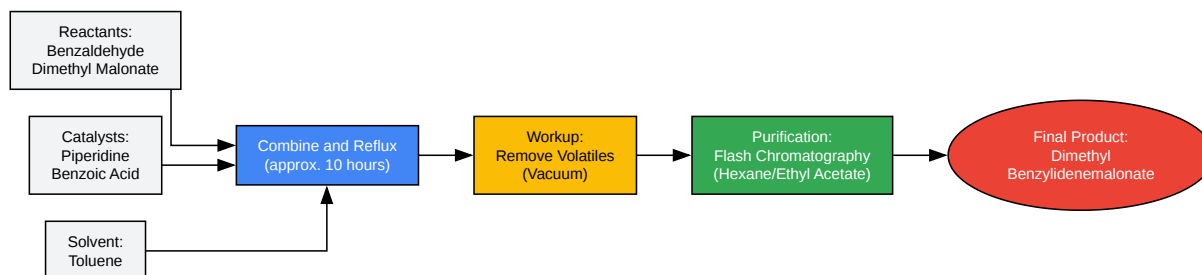 Reactants:
Benzaldehyde
Dimethyl Malonate
Catalysts:
Piperidine
Benzoic Acid
Solvent:
Toluene
Combine and Reflux
(approx. 10 hours)
Workup:
Remove Volatiles
(Vacuum)
Purification:
Flash Chromatography
(Hexane/Ethyl Acetate)
Final Product:
Dimethyl
Benzylidenemalonate